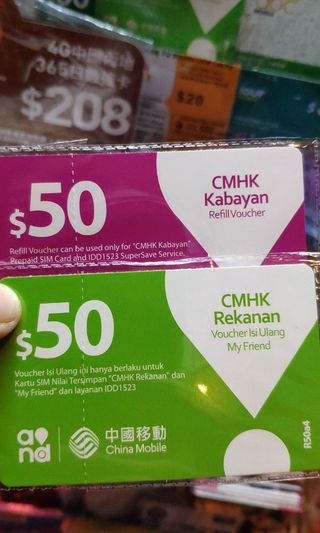 4G中國內地
365日數據卡
$208
$20
$50
CMHK
Kabayan
Refill Voucher
Refill Voucher can be used only for "CMHK Kabayan"
Prepaid SIM Card and IDD1523 SuperSave Service.
$50
CMHK
Rekanan
Voucher Isi Ulang
My Friend
Voucher Isi Ulang ini hanya berlaku untuk
Kartu SIM Nilai Tersimpan "CMHK Rekanan" dan
"My Friend" dan layanan IDD1523
and
中國移動
China Mobile
R50a4